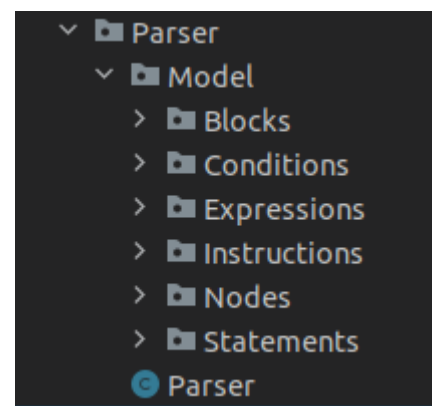 Parser
Model
Blocks
Conditions
Expressions
Instructions
Nodes
Statements
C Parser